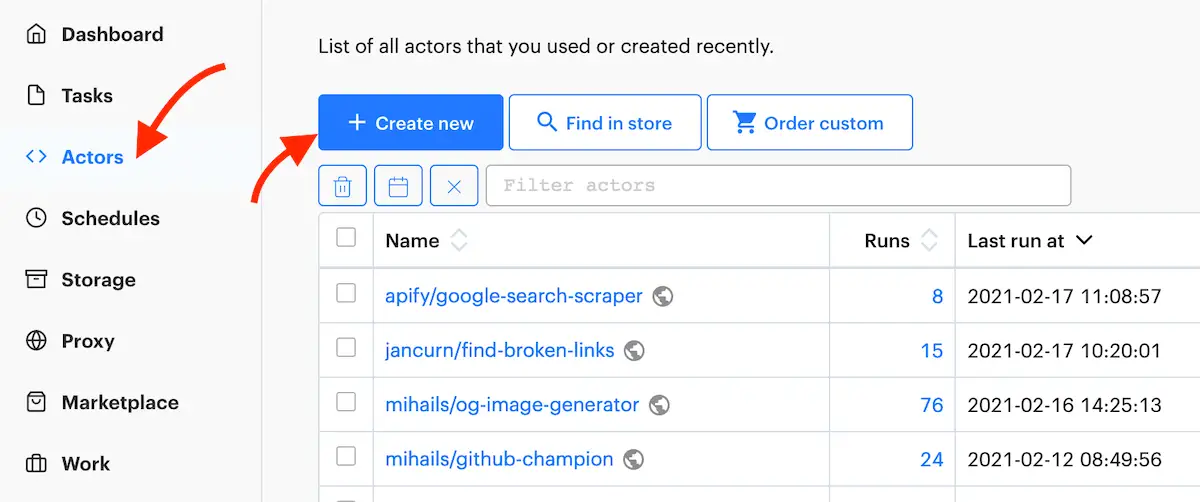 Dashboard
Tasks
Actors
Schedules
Storage
Proxy
Marketplace
Work
List of all actors that you used or created recently.
Create new
Find in store
Order custom
Filter actors
Name Runs Last run at
apify/google-search-scraper 8 2021-02-17 11:08:57
jancurn/find-broken-links 15 2021-02-17 10:20:01
mihails/og-image-generator 76 2021-02-16 14:25:13
mihails/github-champion 24 2021-02-12 08:49:56